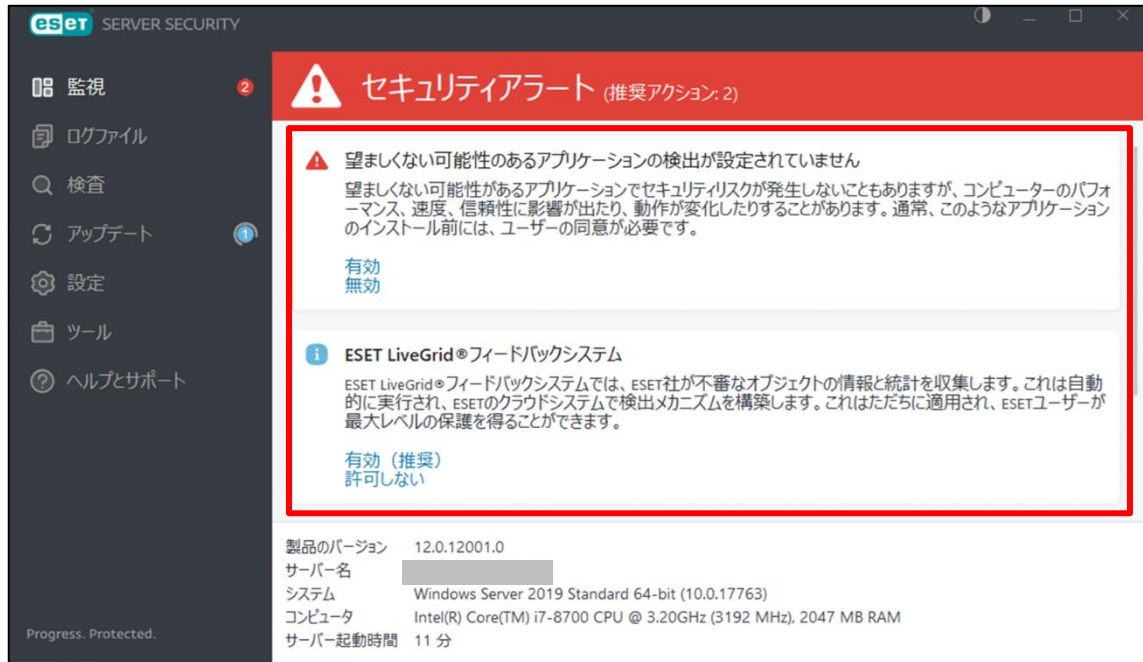 eset SERVER SECURITY
監視 2
ログファイル
検査
アップデート 1
設定
ツール
ヘルプとサポート
Progress. Protected.
セキュリティアラート (推奨アクション: 2)
望ましくない可能性のあるアプリケーションの検出が設定されていません
望ましくない可能性があるアプリケーションでセキュリティリスクが発生しないこともありますが、コンピューターのパフォ
ーマンス、速度、信頼性に影響が出たり、動作が変化したりすることがあります。通常、このようなアプリケーション
のインストール前には、ユーザーの同意が必要です。
有効
無効
ESET LiveGrid®フィードバックシステム
ESET LiveGrid®フィードバックシステムでは、ESET社が不審なオブジェクトの情報と統計を収集します。これは自動
的に実行され、ESETのクラウドシステムで検出メカニズムを構築します。これはただちに適用され、ESETユーザーが
最大レベルの保護を得ることができます。
有効（推奨）
許可しない
製品のバージョン 12.0.12001.0
サーバー名
システム Windows Server 2019 Standard 64-bit (10.0.17763)
コンピュータ Intel(R) Core(TM) i7-8700 CPU @ 3.20GHz (3192 MHz), 2047 MB RAM
サーバー起動時間 11 分